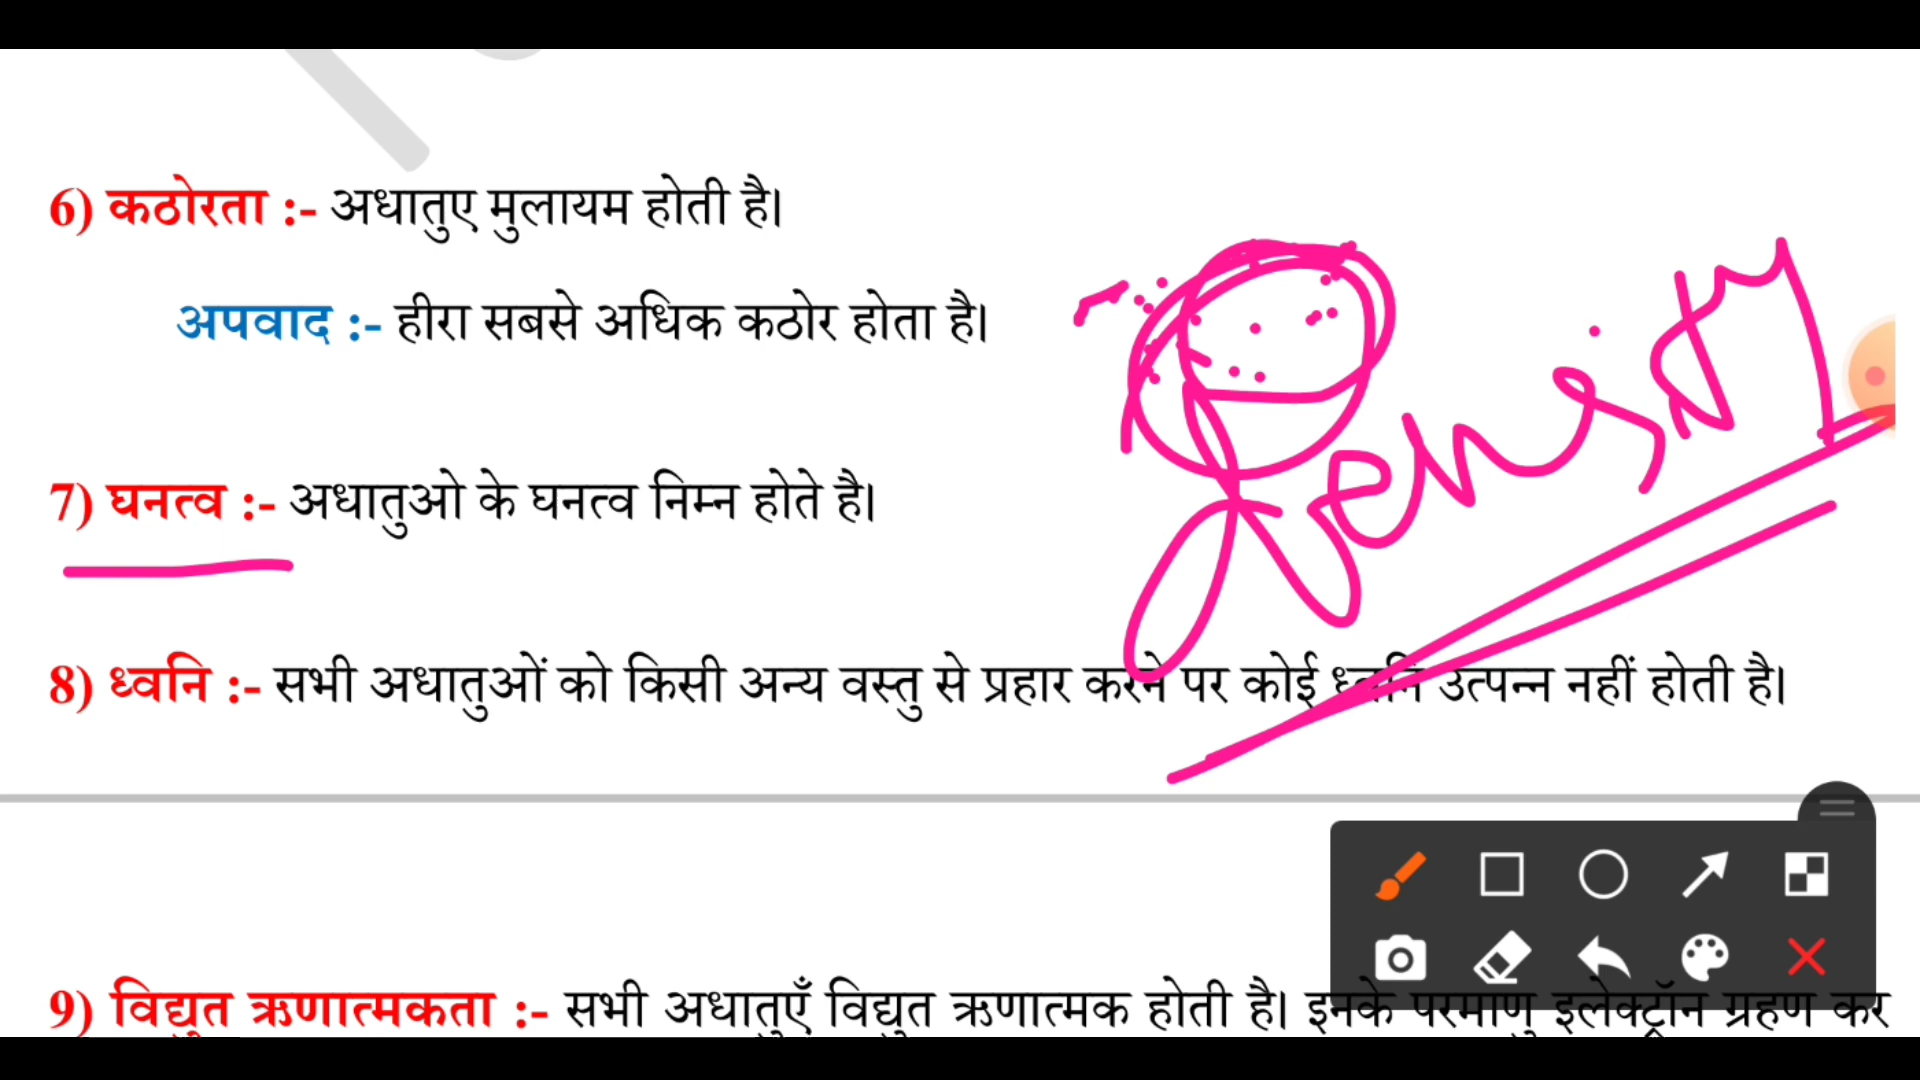 6) कठोरता :- अधातुए मुलायम होती है।
अपवाद :- हीरा सबसे अधिक कठोर होता है।
Density
7) घनत्व :- अधातुओ के घनत्व निम्न होते है।
8) ध्वनि :- सभी अधातुओं को किसी अन्य वस्तु से प्रहार करने पर कोई ध्वनि उत्पन्न नहीं होती है।
9) विद्युत ऋणात्मकता :- सभी अधातुएँ विद्युत ऋणात्मक होती है। इनके परमाणु इलेक्ट्रॉन ग्रहण कर